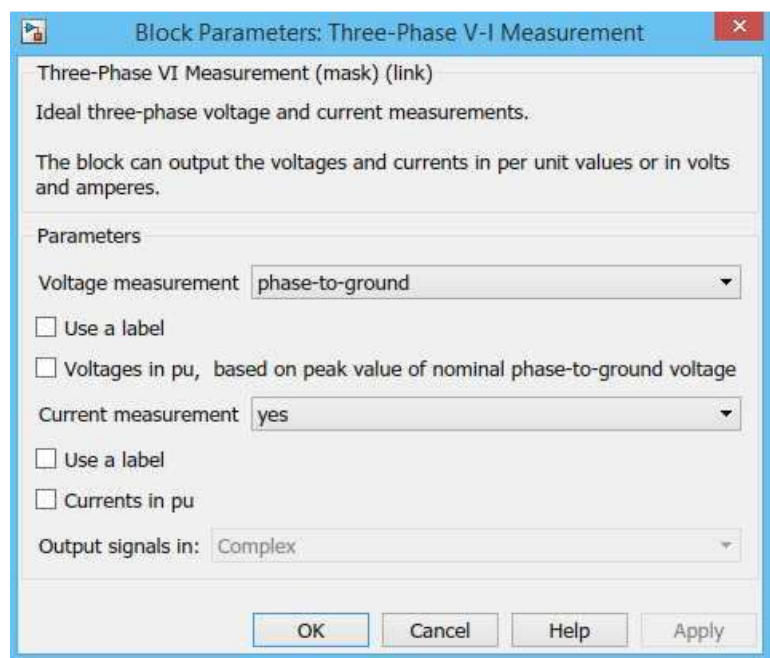 Block Parameters: Three-Phase V-I Measurement
Three-Phase VI Measurement (mask) (link)
Ideal three-phase voltage and current measurements.
The block can output the voltages and currents in per unit values or in volts
and amperes.
Parameters
Voltage measurement phase-to-ground
Use a label
Voltages in pu, based on peak value of nominal phase-to-ground voltage
Current measurement yes
Use a label
Currents in pu
Output signals in: Complex
OK Cancel Help Apply